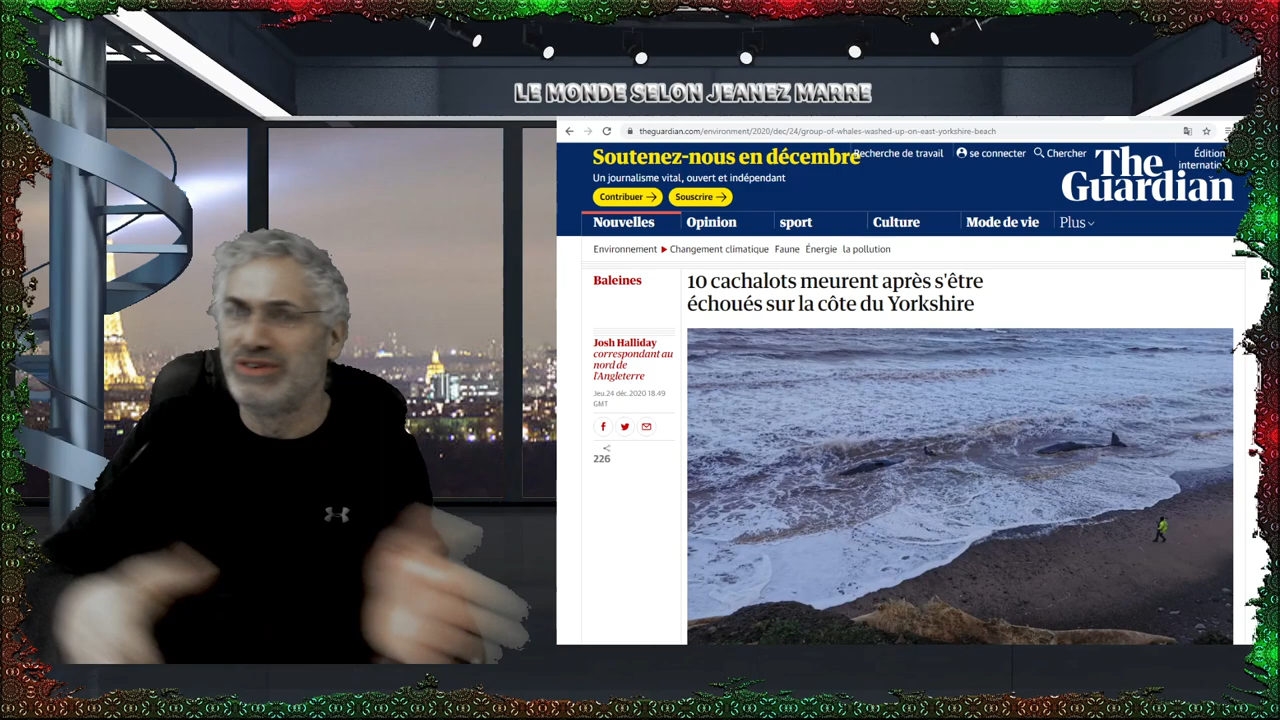 LE MONDE SELON JEANEZ MARRE
theguardian.com/environment/2020/dec/24/group-of-whales-washed-up-on-east-yorkshire-beach
Soutenez-nous en décembre
Recherche de travail
se connecter
Chercher
Édition
internatio
Un journalisme vital, ouvert et indépendant
Contribuer →
Souscrire →
The
Guardian
Nouvelles
Opinion
sport
Culture
Mode de vie
Plus
Environnement ▶ Changement climatique Faune Énergie la pollution
Baleines
10 cachalots meurent après s'être
échoués sur la côte du Yorkshire
Josh Halliday
correspondant au
nord de
l'Angleterre
Jeu.24 déc.2020 18.49
GMT
226